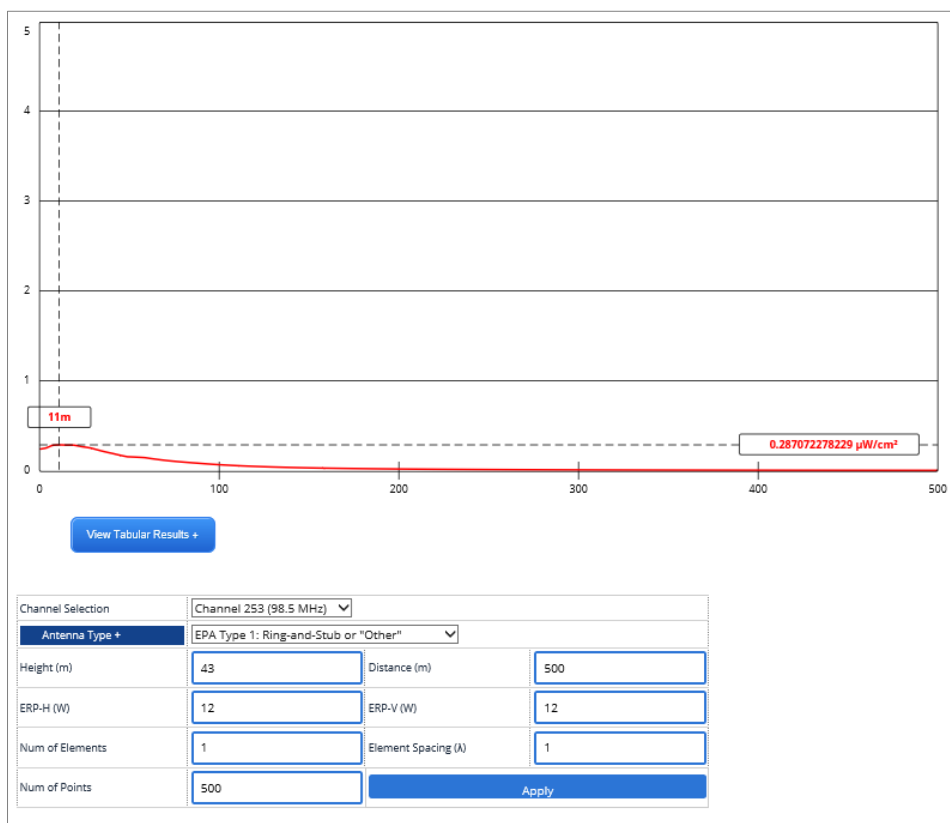 5
4
3
2
1
11m
0.287072278229 μW/cm²
0
0 100 200 300 400 500
View Tabular Results +
Channel Selection Channel 253 (98.5 MHz)
Antenna Type + EPA Type 1: Ring-and-Stub or "Other"
Height (m) 43 Distance (m) 500
ERP-H (W) 12 ERP-V (W) 12
Num of Elements 1 Element Spacing (λ) 1
Num of Points 500 Apply